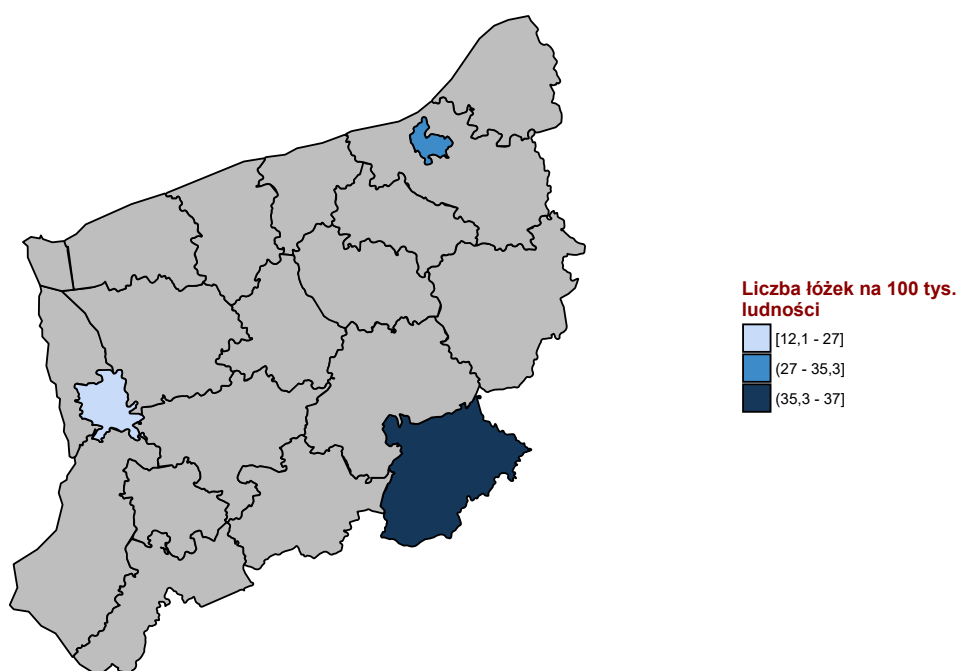 Liczba łóżek na 100 tys.
ludności
[12,1 - 27]
(27 - 35,3]
(35,3 - 37]